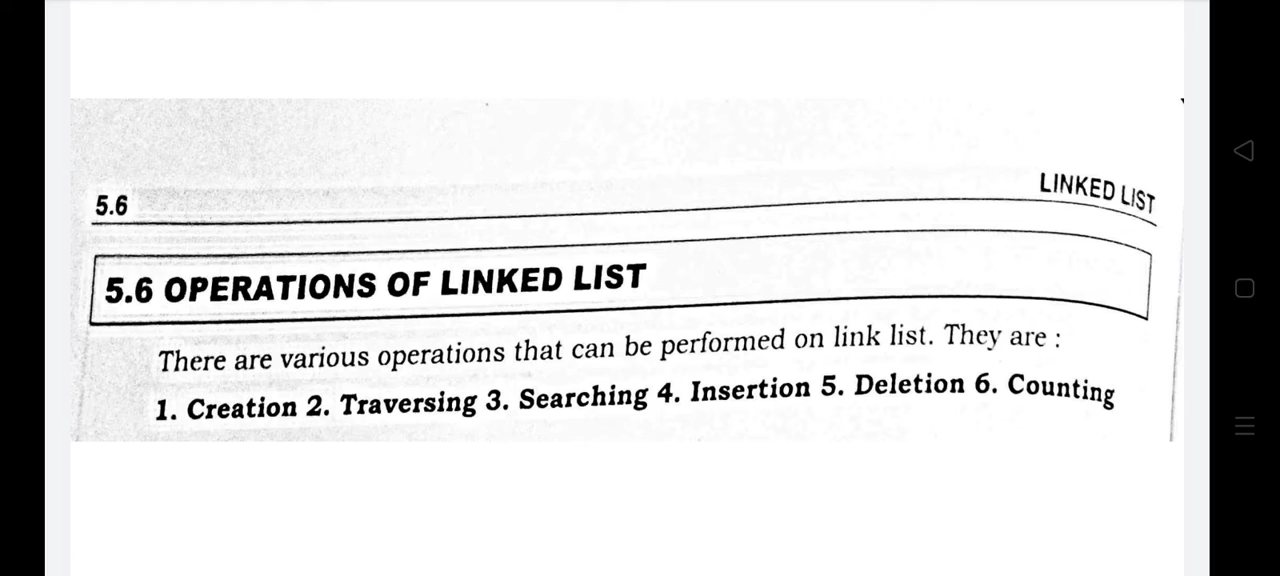 5.6
LINKED LIST
5.6 OPERATIONS OF LINKED LIST
There are various operations that can be performed on link list. They are :
1. Creation 2. Traversing 3. Searching 4. Insertion 5. Deletion 6. Counting